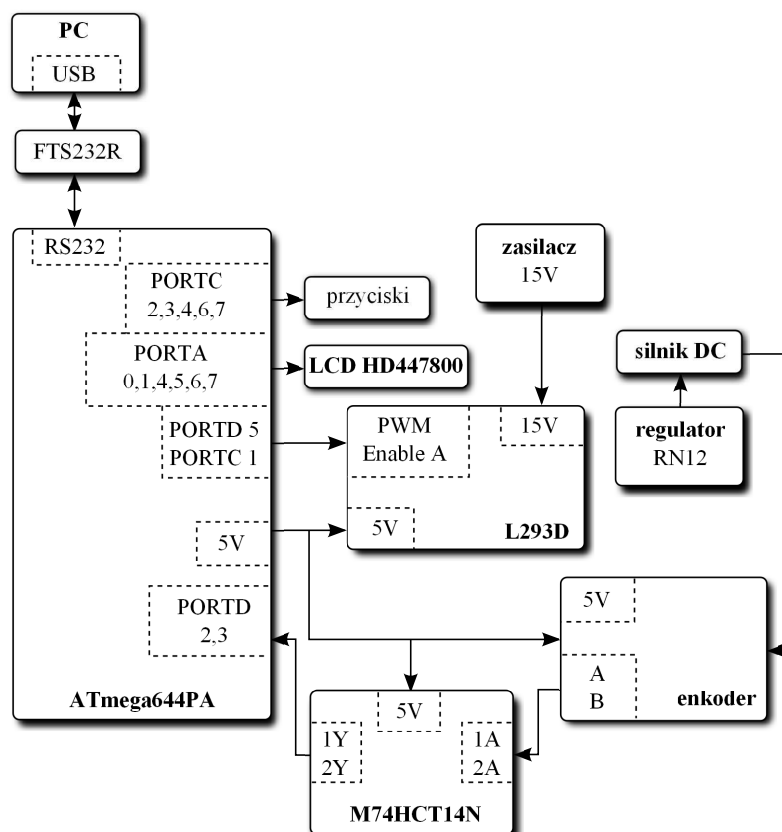 PC
USB
FTS232R
RS232
PORTC
2,3,4,6,7
przyciski
PORTA
0,1,4,5,6,7
LCD HD447800
PORTD 5
PORTC 1
5V
PORTD
2,3
ATmega644PA
zasilacz
15V
PWM
Enable A
15V
5V
L293D
silnik DC
regulator
RN12
5V
A
B
enkoder
5V
1Y
2Y
1A
2A
M74HCT14N